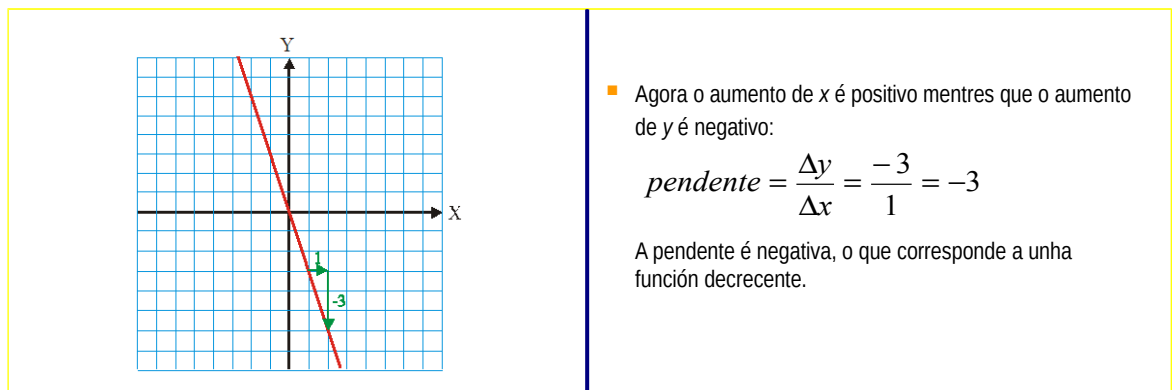 Y
X
1
-3
Agora o aumento de x é positivo mentres que o aumento
de y é negativo:
pendente = Δy/Δx = -3/1 = -3
A pendente é negativa, o que corresponde a unha
función decrecente.